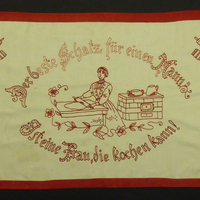 Der beste Schatz für einen Mann
Ist eine Frau, die kochen kann!